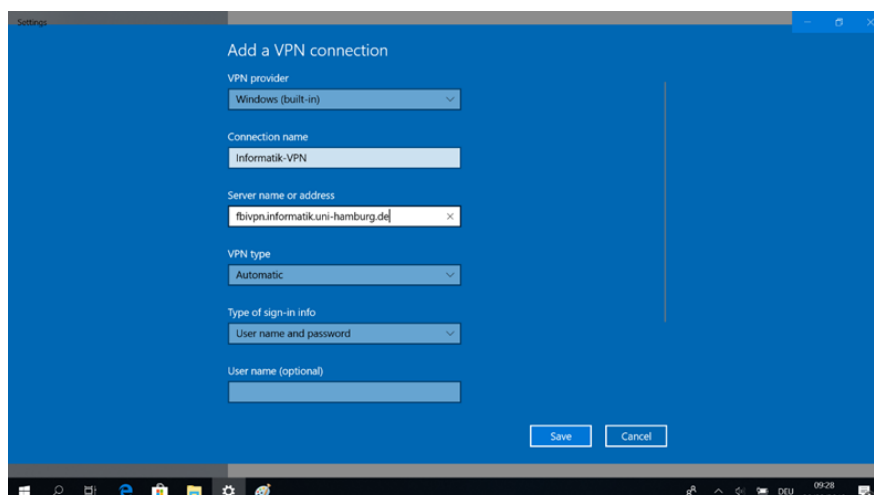 Settings
Add a VPN connection
VPN provider
Windows (built-in)
Connection name
Informatik-VPN
Server name or address
fbivpn.informatik.uni-hamburg.de
VPN type
Automatic
Type of sign-in info
User name and password
User name (optional)
Save Cancel
DEU 09:28